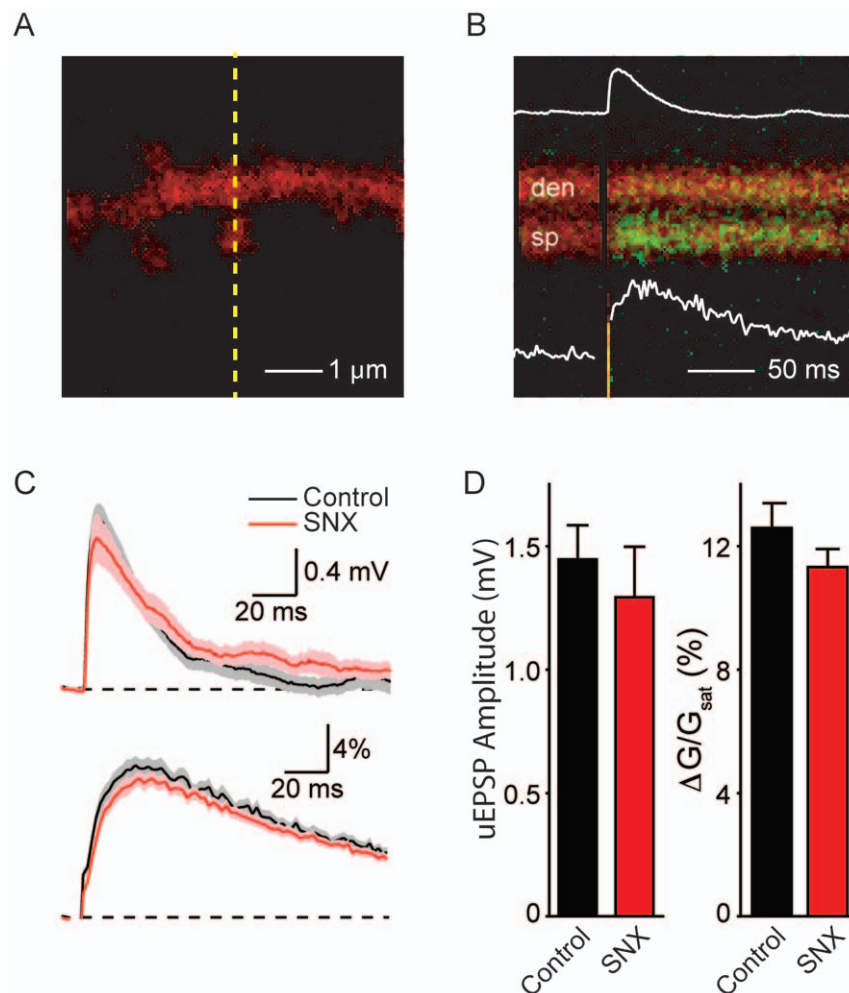 A
1 µm
B
den
sp
50 ms
C
Control
SNX
0.4 mV
20 ms
4%
20 ms
D
uEPSP Amplitude (mV)
1.5
1.0
0.5
0
Control
SNX
ΔG/Gsat (%)
12
8
4
0
Control
SNX